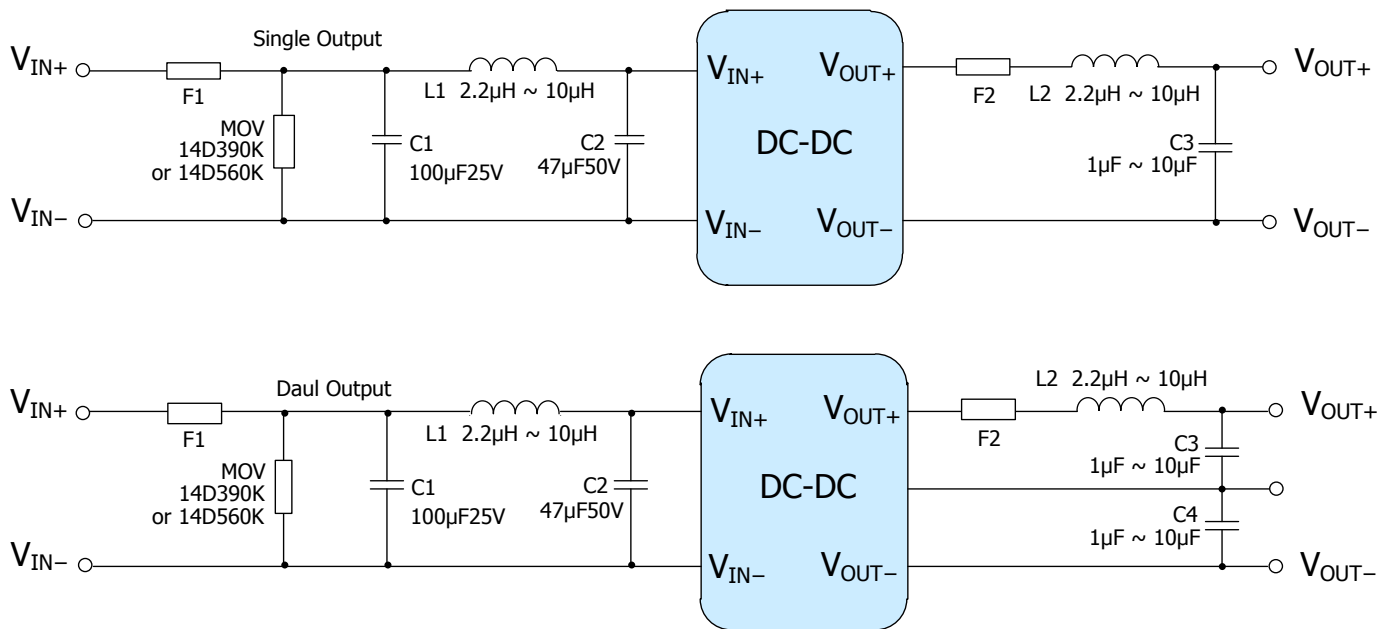 Single Output
VIN+
F1
MOV
14D390K
or 14D560K
C1
100μF25V
L1 2.2μH ~ 10μH
C2
47μF50V
VIN−
VIN+
VOUT+
DC-DC
VIN−
VOUT−
F2
L2 2.2μH ~ 10μH
C3
1μF ~ 10μF
VOUT+
VOUT−
Daul Output
VIN+
F1
MOV
14D390K
or 14D560K
C1
100μF25V
L1 2.2μH ~ 10μH
C2
47μF50V
VIN−
VIN+
VOUT+
DC-DC
VIN−
VOUT−
L2 2.2μH ~ 10μH
F2
C3
1μF ~ 10μF
C4
1μF ~ 10μF
VOUT+
VOUT−